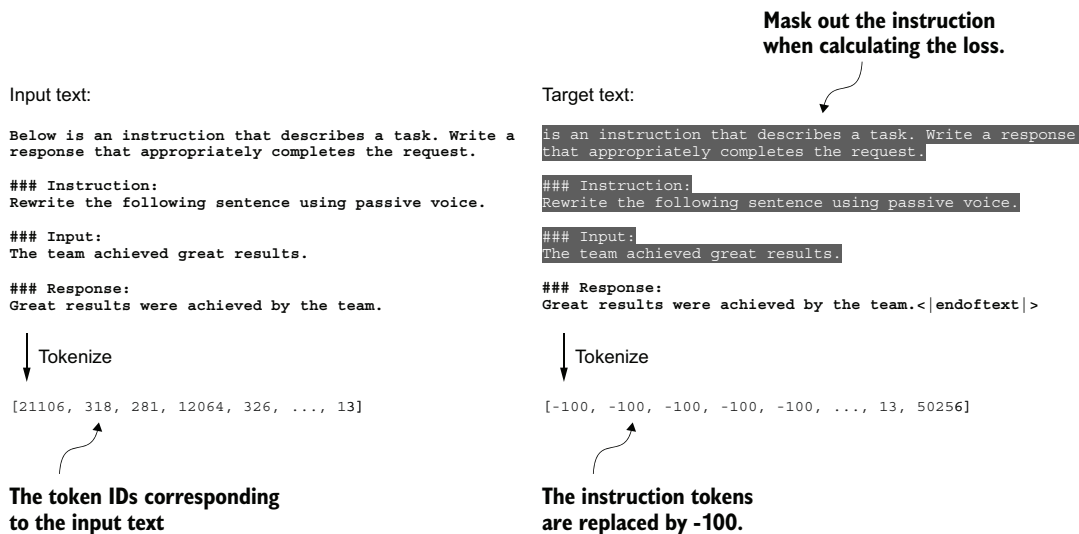 Mask out the instruction
when calculating the loss.
Input text:
Below is an instruction that describes a task. Write a
response that appropriately completes the request.
### Instruction:
Rewrite the following sentence using passive voice.
### Input:
The team achieved great results.
### Response:
Great results were achieved by the team.
Tokenize
[21106, 318, 281, 12064, 326, ..., 13]
The token IDs corresponding
to the input text
Target text:
is an instruction that describes a task. Write a response
that appropriately completes the request.
### Instruction:
Rewrite the following sentence using passive voice.
### Input:
The team achieved great results.
### Response:
Great results were achieved by the team.<|endoftext|>
Tokenize
[-100, -100, -100, -100, -100, ..., 13, 50256]
The instruction tokens
are replaced by -100.